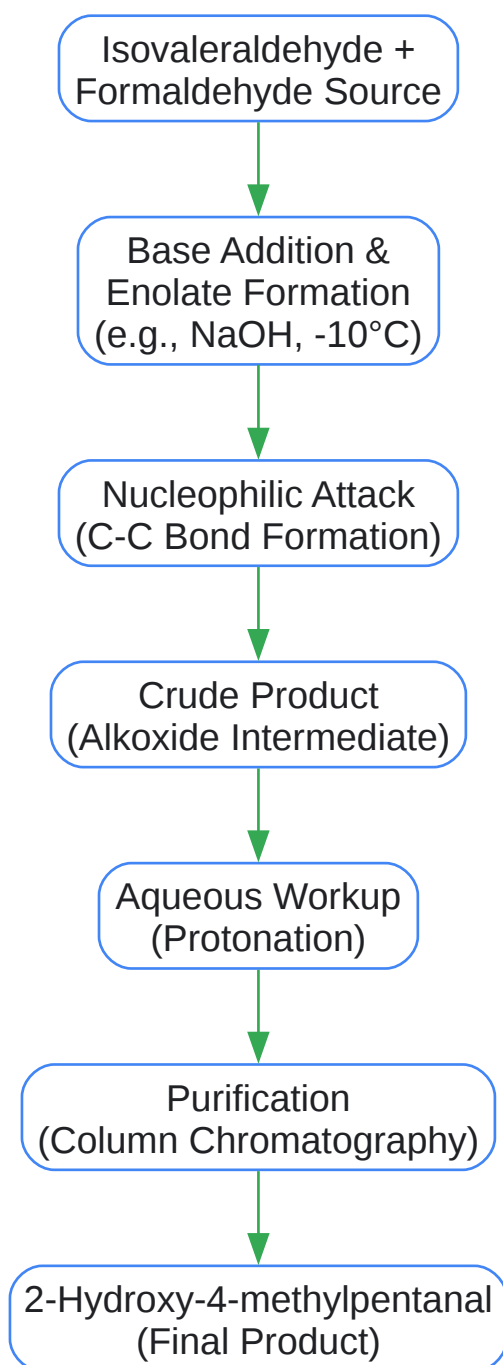 Isovaleraldehyde +
Formaldehyde Source
Base Addition &
Enolate Formation
(e.g., NaOH, -10°C)
Nucleophilic Attack
(C-C Bond Formation)
Crude Product
(Alkoxide Intermediate)
Aqueous Workup
(Protonation)
Purification
(Column Chromatography)
2-Hydroxy-4-methylpentanal
(Final Product)